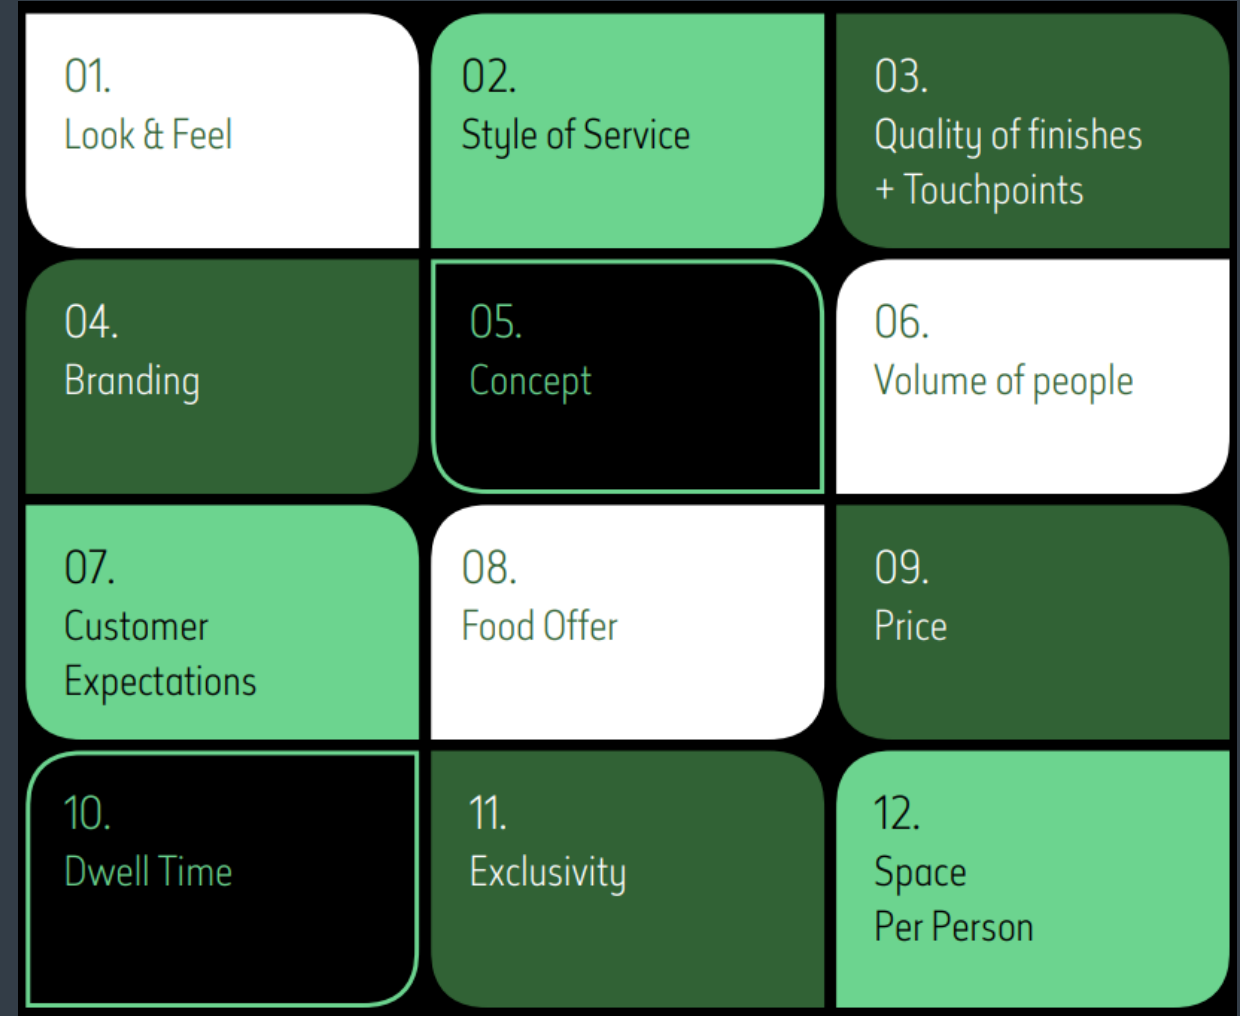 01.
Look & Feel
02.
Style of Service
03.
Quality of finishes
+ Touchpoints
04.
Branding
05.
Concept
06.
Volume of people
07.
Customer
Expectations
08.
Food Offer
09.
Price
10.
Dwell Time
11.
Exclusivity
12.
Space
Per Person